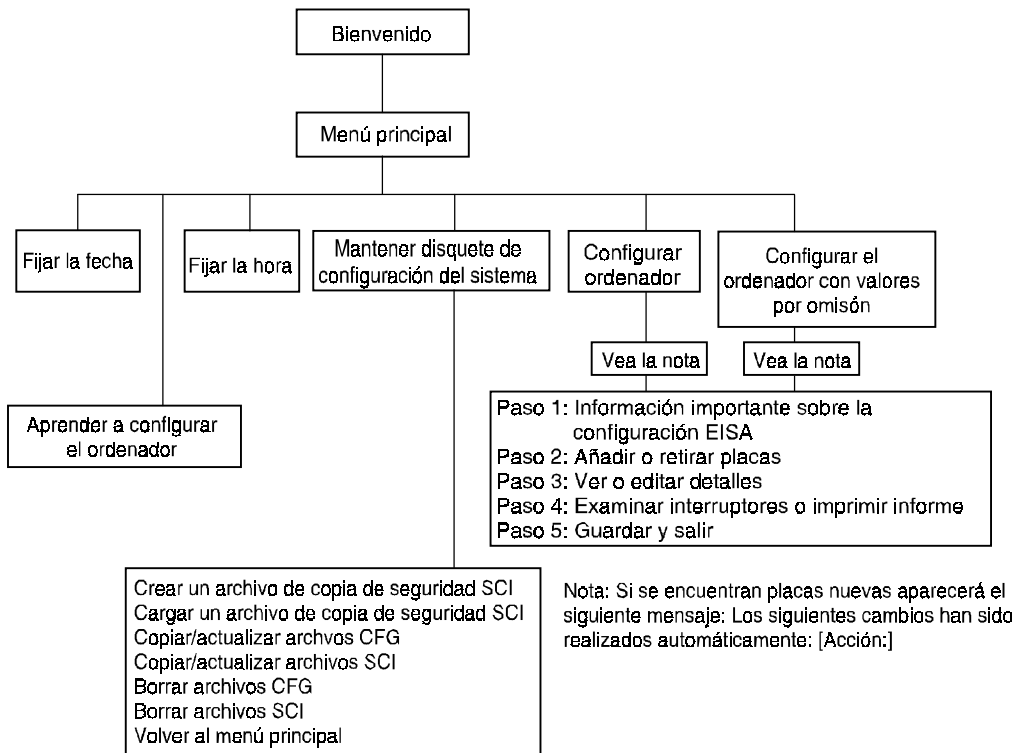 Bienvenido
Menú principal
Fijar la fecha
Fijar la hora
Mantener disquete de
configuración del sistema
Configurar
ordenador
Configurar el
ordenador con valores
por omisón
Vea la nota
Vea la nota
Aprender a configurar
el ordenador
Paso 1: Información importante sobre la
configuración EISA
Paso 2: Añadir o retirar placas
Paso 3: Ver o editar detalles
Paso 4: Examinar interruptores o imprimir informe
Paso 5: Guardar y salir
Crear un archivo de copia de seguridad SCI
Cargar un archivo de copia de seguridad SCI
Copiar/actualizar archvos CFG
Copiar/actualizar archivos SCI
Borrar archivos CFG
Borrar archivos SCI
Volver al menú principal
Nota: Si se encuentran placas nuevas aparecerá el
siguiente mensaje: Los siguientes cambios han sido
realizados automáticamente: [Acción:]